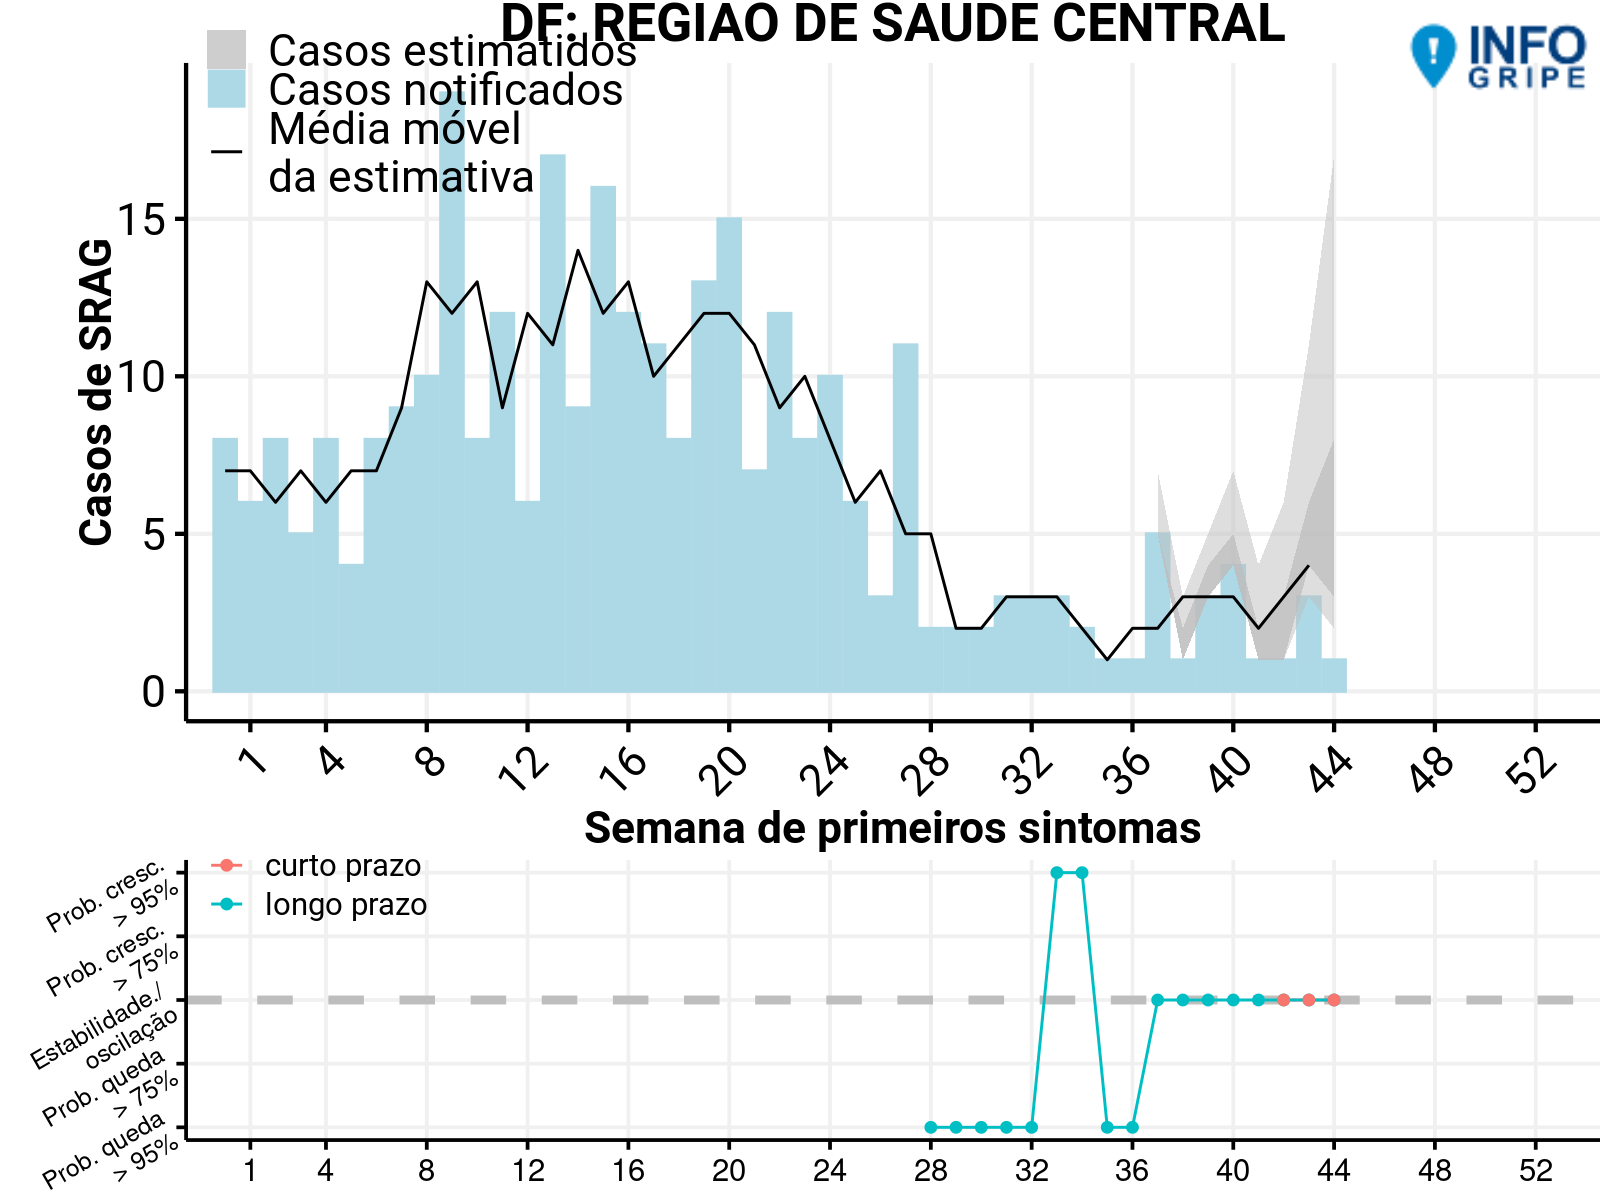 DF: REGIAO DE SAUDE CENTRAL
INFO
GRIPE
Casos estimatidos
Casos notificados
Média móvel
da estimativa
Casos de SRAG
15
10
5
0
1 4 8 12 16 20 24 28 32 36 40 44 48 52
Semana de primeiros sintomas
curto prazo
longo prazo
Prob. cresc.
> 95%
Prob. cresc.
> 75%
Estabilidade./
oscilação
Prob. queda
> 75%
Prob. queda
> 95%
1 4 8 12 16 20 24 28 32 36 40 44 48 52